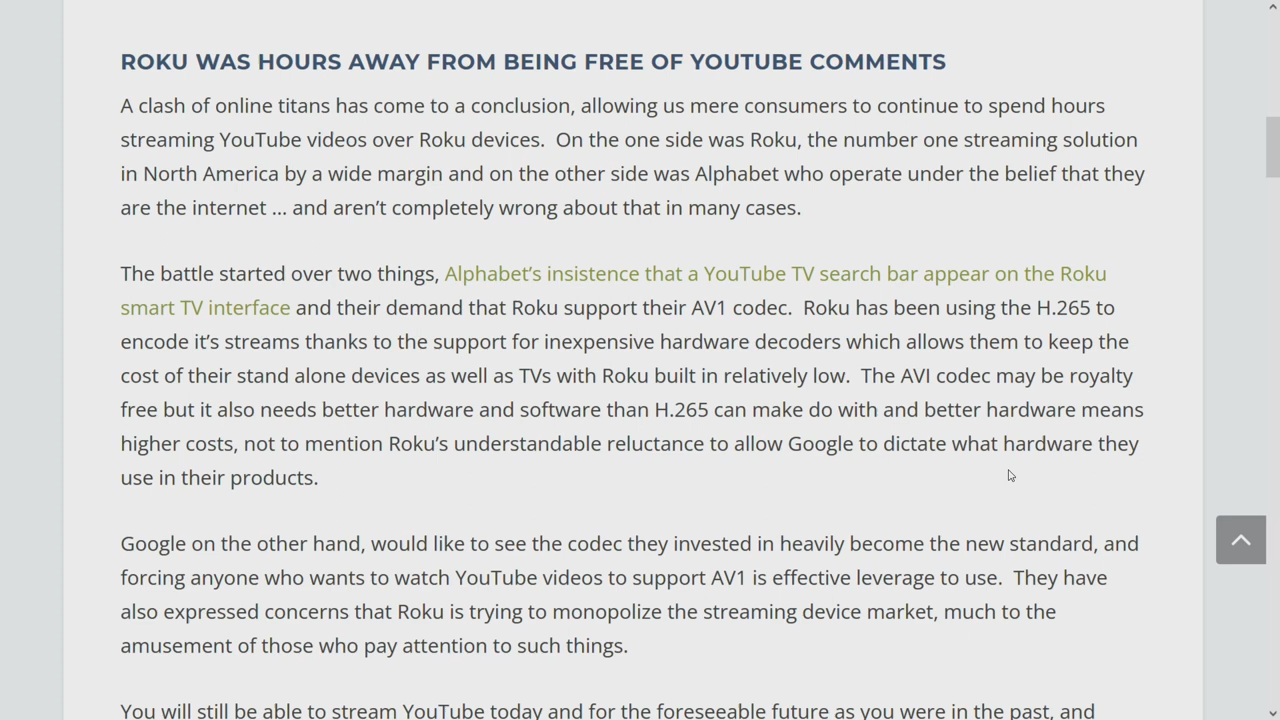 ROKU WAS HOURS AWAY FROM BEING FREE OF YOUTUBE COMMENTS
A clash of online titans has come to a conclusion, allowing us mere consumers to continue to spend hours
streaming YouTube videos over Roku devices.  On the one side was Roku, the number one streaming solution
in North America by a wide margin and on the other side was Alphabet who operate under the belief that they
are the internet … and aren’t completely wrong about that in many cases.
The battle started over two things, Alphabet’s insistence that a YouTube TV search bar appear on the Roku
smart TV interface and their demand that Roku support their AV1 codec.  Roku has been using the H.265 to
encode it’s streams thanks to the support for inexpensive hardware decoders which allows them to keep the
cost of their stand alone devices as well as TVs with Roku built in relatively low.  The AVI codec may be royalty
free but it also needs better hardware and software than H.265 can make do with and better hardware means
higher costs, not to mention Roku’s understandable reluctance to allow Google to dictate what hardware they
use in their products.
Google on the other hand, would like to see the codec they invested in heavily become the new standard, and
forcing anyone who wants to watch YouTube videos to support AV1 is effective leverage to use.  They have
also expressed concerns that Roku is trying to monopolize the streaming device market, much to the
amusement of those who pay attention to such things.
You will still be able to stream YouTube today and for the foreseeable future as you were in the past, and